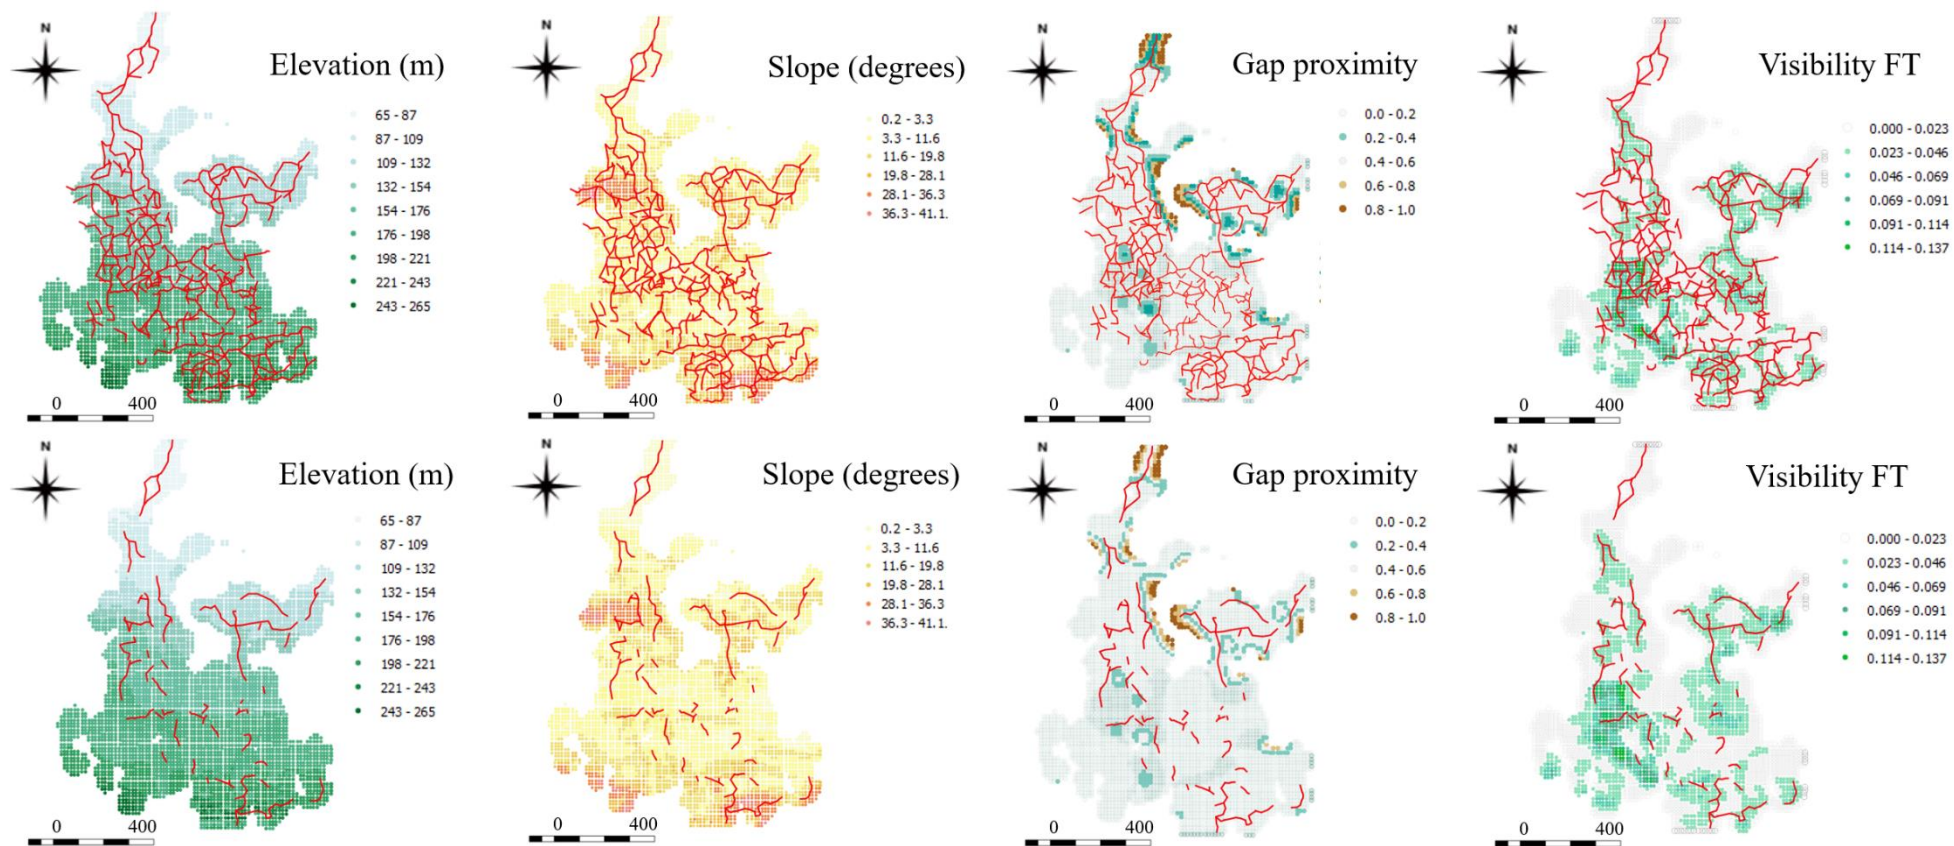 N
Elevation (m)
65 - 87
87 - 109
109 - 132
132 - 154
154 - 176
176 - 198
198 - 221
221 - 243
243 - 265
0 400
N
Slope (degrees)
0.2 - 3.3
3.3 - 11.6
11.6 - 19.8
19.8 - 28.1
28.1 - 36.3
36.3 - 41.1.
0 400
N
Gap proximity
0.0 - 0.2
0.2 - 0.4
0.4 - 0.6
0.6 - 0.8
0.8 - 1.0
0 400
N
Visibility FT
0.000 - 0.023
0.023 - 0.046
0.046 - 0.069
0.069 - 0.091
0.091 - 0.114
0.114 - 0.137
0 400
N
Elevation (m)
65 - 87
87 - 109
109 - 132
132 - 154
154 - 176
176 - 198
198 - 221
221 - 243
243 - 265
0 400
N
Slope (degrees)
0.2 - 3.3
3.3 - 11.6
11.6 - 19.8
19.8 - 28.1
28.1 - 36.3
36.3 - 41.1.
0 400
N
Gap proximity
0.0 - 0.2
0.2 - 0.4
0.4 - 0.6
0.6 - 0.8
0.8 - 1.0
0 400
N
Visibility FT
0.000 - 0.023
0.023 - 0.046
0.046 - 0.069
0.069 - 0.091
0.091 - 0.114
0.114 - 0.137
0 400